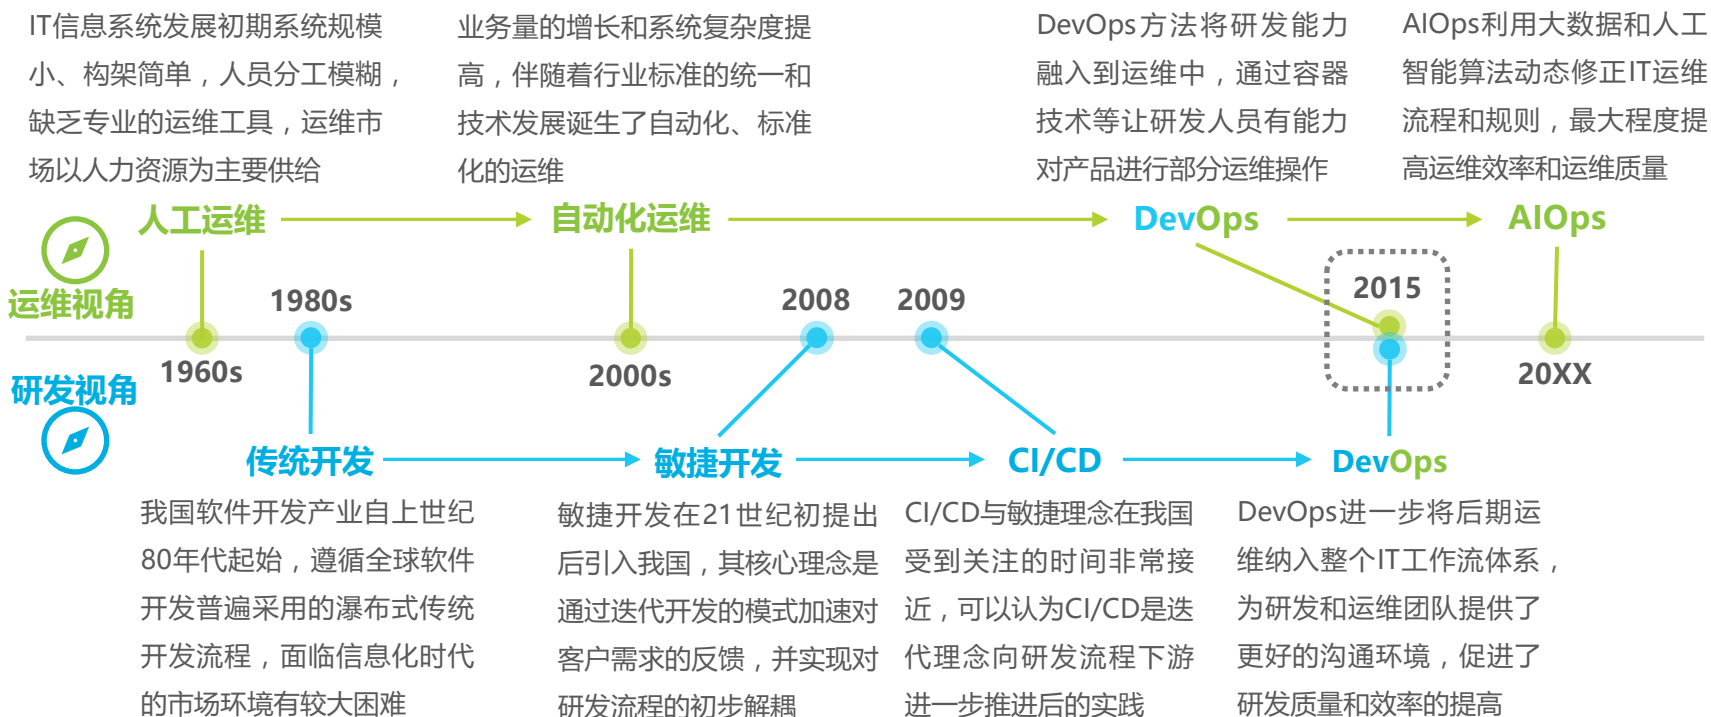 IT信息系统发展初期系统规模
小、构架简单，人员分工模糊，
缺乏专业的运维工具，运维市
场以人力资源为主要供给
业务量的增长和系统复杂度提
高，伴随着行业标准的统一和
技术发展诞生了自动化、标准
化的运维
DevOps方法将研发能力
融入到运维中，通过容器
技术等让研发人员有能力
对产品进行部分运维操作
AIOps利用大数据和人工
智能算法动态修正IT运维
流程和规则，最大程度提
高运维效率和运维质量
人工运维
自动化运维
DevOps
AIOps
运维视角
1980s
2008
2009
2015
1960s
2000s
20XX
研发视角
传统开发
敏捷开发
CI/CD
DevOps
我国软件开发产业自上世纪
80年代起始，遵循全球软件
开发普遍采用的瀑布式传统
开发流程，面临信息化时代
的市场环境有较大困难
敏捷开发在21世纪初提出
后引入我国，其核心理念是
通过迭代开发的模式加速对
客户需求的反馈，并实现对
研发流程的初步解耦
CI/CD与敏捷理念在我国
受到关注的时间非常接
近，可以认为CI/CD是迭
代理念向研发流程下游
进一步推进后的实践
DevOps进一步将后期运
维纳入整个IT工作流体系，
为研发和运维团队提供了
更好的沟通环境，促进了
研发质量和效率的提高